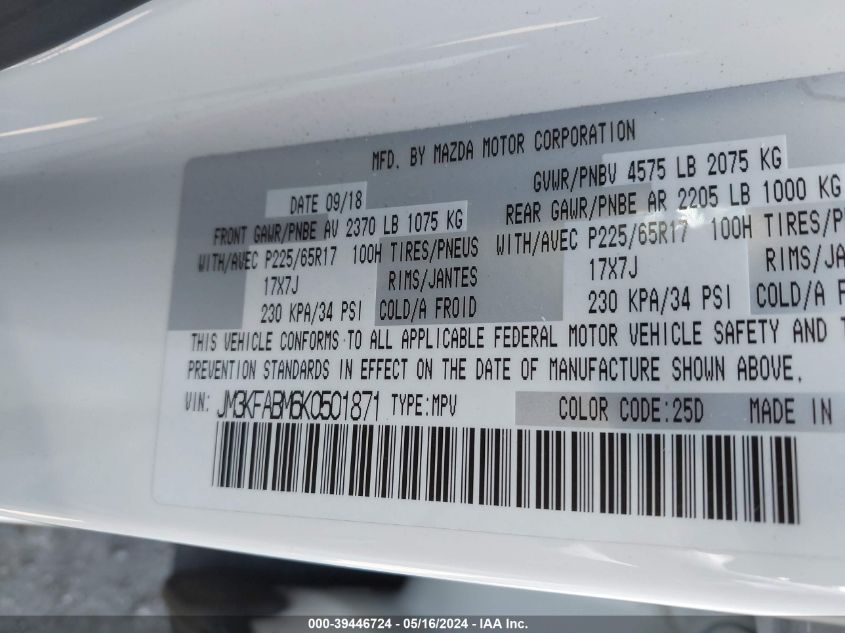 MFD. BY MAZDA MOTOR CORPORATION
DATE 09/18 GVWR/PNBV 4575 LB 2075 KG
FRONT GAWR/PNBE AV 2370 LB 1075 KG REAR GAWR/PNBE AR 2205 LB 1000 KG
WITH/AVEC P225/65R17 100H TIRES/PNEUS WITH/AVEC P225/65R17 100H TIRES/
17X7J RIMS/JANTES 17X7J RIMS/
230 KPA/34 PSI COLD/A FROID 230 KPA/34 PSI COLD/A
THIS VEHICLE CONFORMS TO ALL APPLICABLE FEDERAL MOTOR VEHICLE SAFETY AND
PREVENTION STANDARDS IN EFFECT ON THE DATE OF MANUFACTURE SHOWN ABOVE.
VIN: JM3KFABM6K0501871 TYPE:MPV COLOR CODE:25D MADE IN
000-39446724 - 05/16/2024 - IAA Inc.